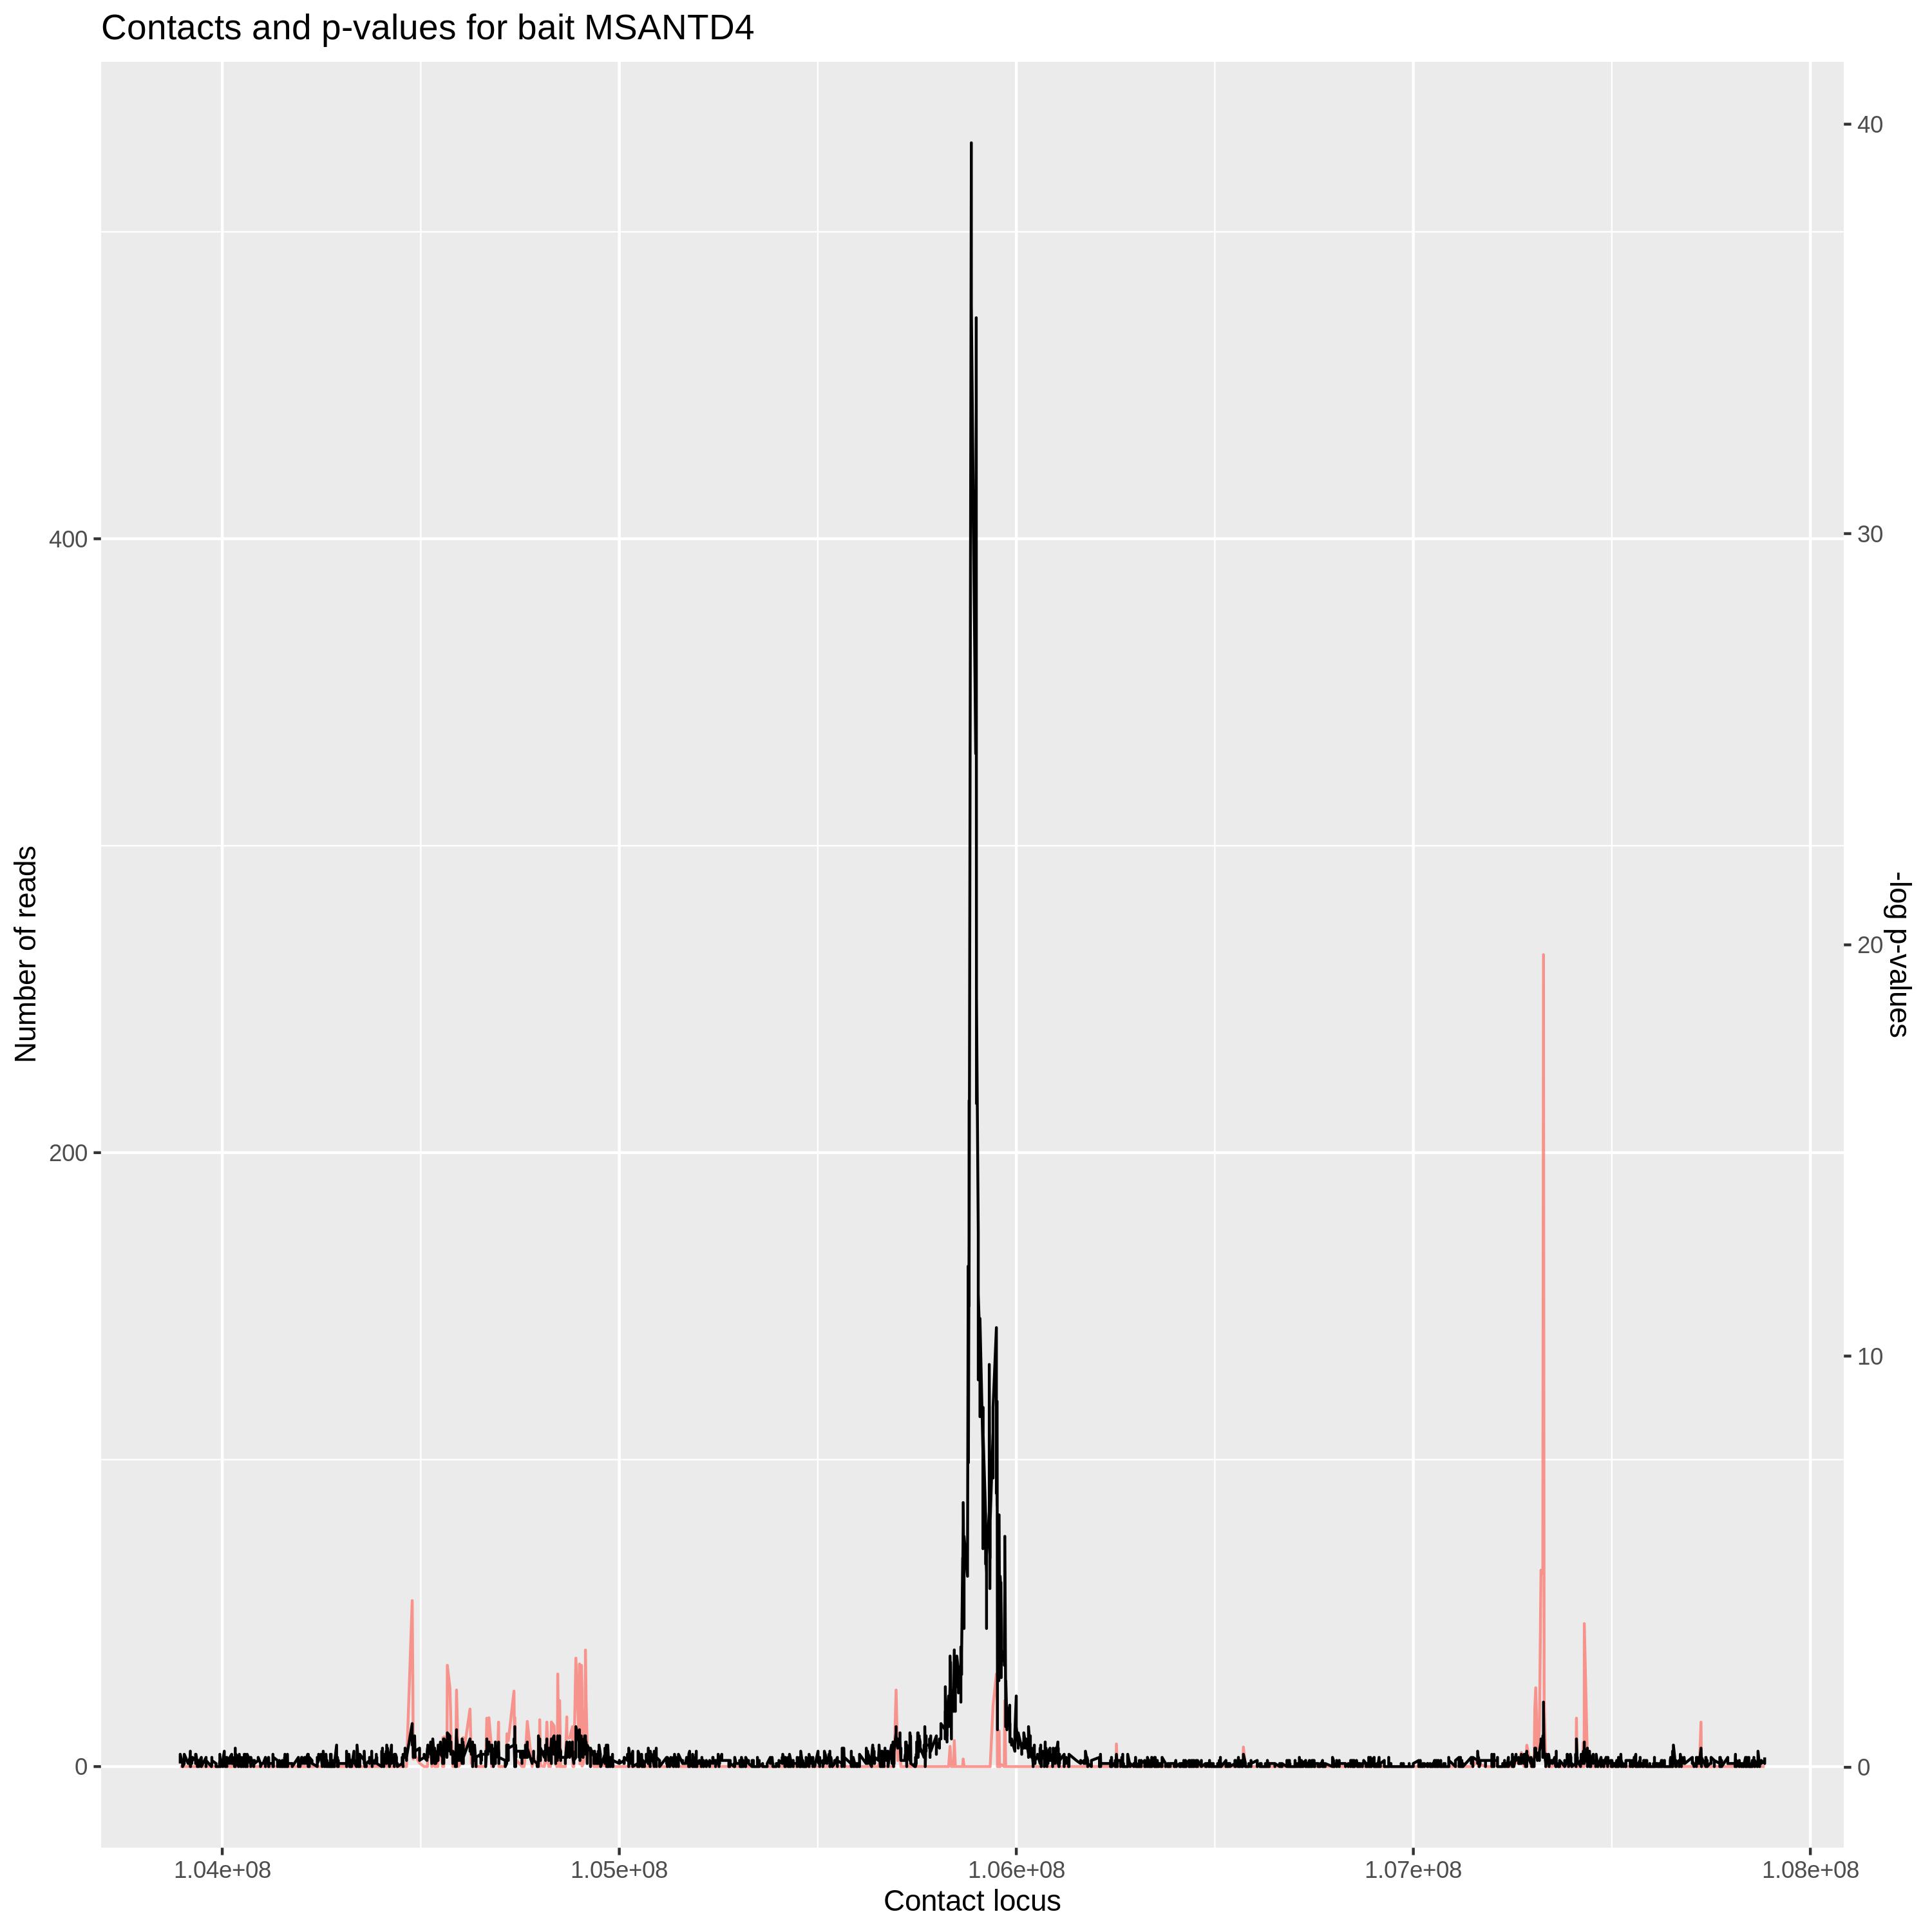 Contacts and p-values for bait MSANTD4
40
400
30
Number of reads
-log p-values
20
200
10
0
0
1.04e+08
1.05e+08
1.06e+08
1.07e+08
1.08e+08
Contact locus